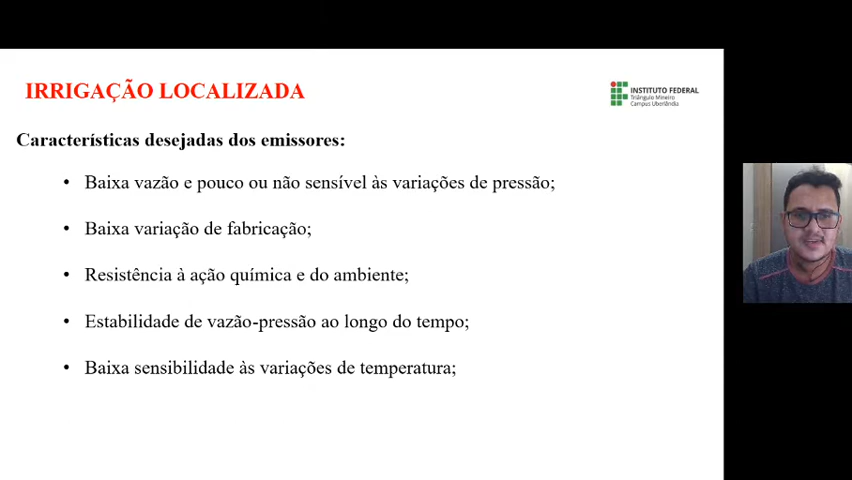 IRRIGAÇÃO LOCALIZADA
INSTITUTO FEDERAL
Triângulo Mineiro
Campus Uberlândia
Características desejadas dos emissores:
• Baixa vazão e pouco ou não sensível às variações de pressão;
• Baixa variação de fabricação;
• Resistência à ação química e do ambiente;
• Estabilidade de vazão-pressão ao longo do tempo;
• Baixa sensibilidade às variações de temperatura;